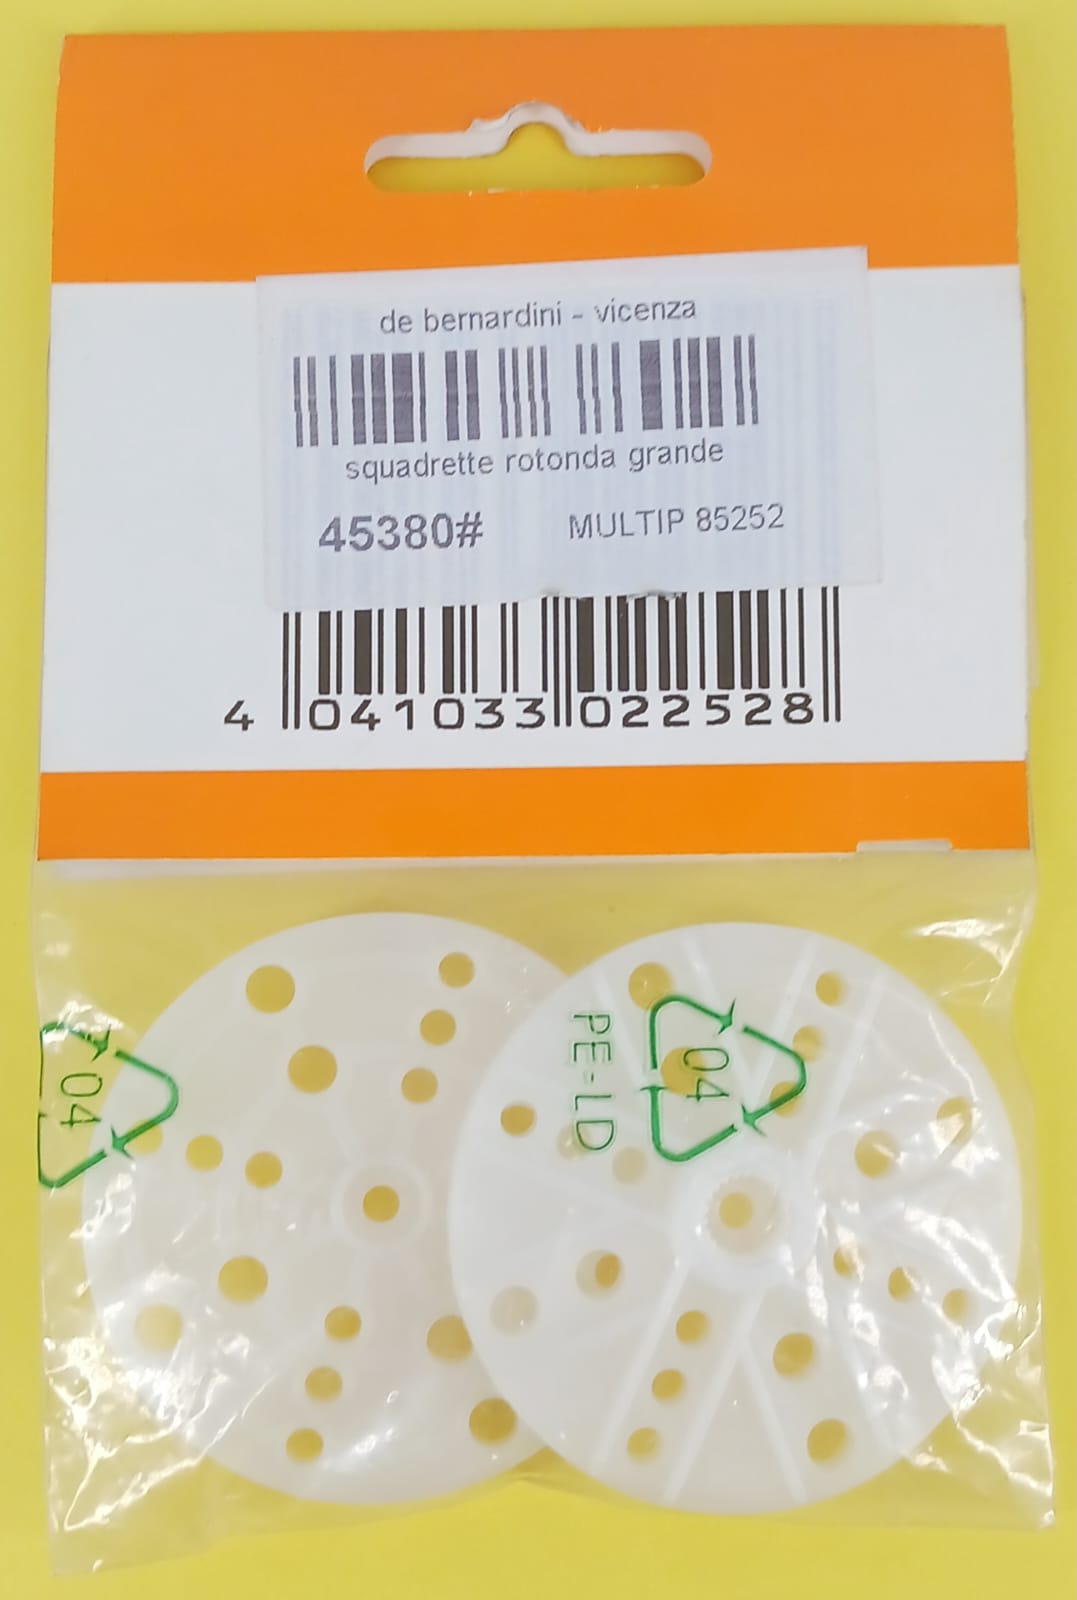 de bernardini - vicenza
squadrette rotonda grande
45380# MULTIP 85252
4 041033 022528
04
PE-LD
04